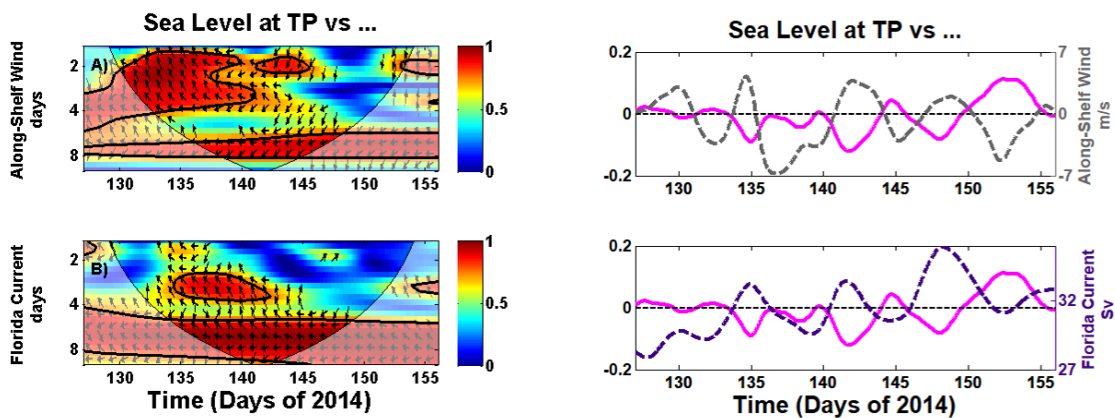 Sea Level at TP vs ...
Along-Shelf Wind
days
A)
2
4
6
8
130 135 140 145 150 155
1
0.5
0
Florida Current
days
B)
2
4
6
8
130 135 140 145 150 155
1
0.5
0
Time (Days of 2014)
Sea Level at TP vs ...
0.2
0
-0.2
7
0
-7
Along-Shelf Wind
m/s
130 135 140 145 150 155
0.2
0
-0.2
32
27
Florida Current
Sv
130 135 140 145 150 155
Time (Days of 2014)